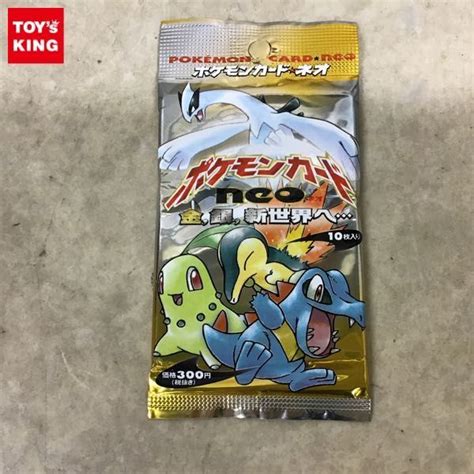 TOY'S
KING
POKÉMON CARD★neo
ポケモンカード★ネオ
ポケモンカード
neo
ネオ
金、銀、新世界へ…
10枚入り
価格300円
(税抜き)